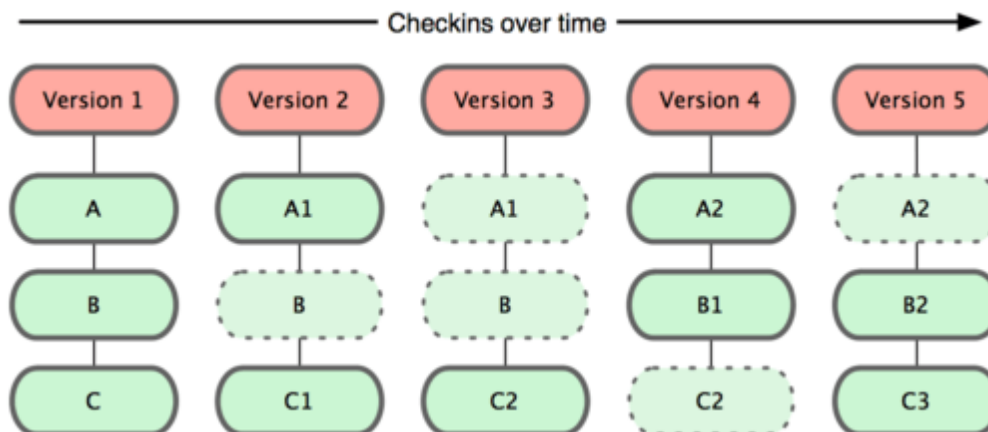 Checkins over time
Version 1 Version 2 Version 3 Version 4 Version 5
A A1 A1 A2 A2
B B B B1 B2
C C1 C2 C2 C3